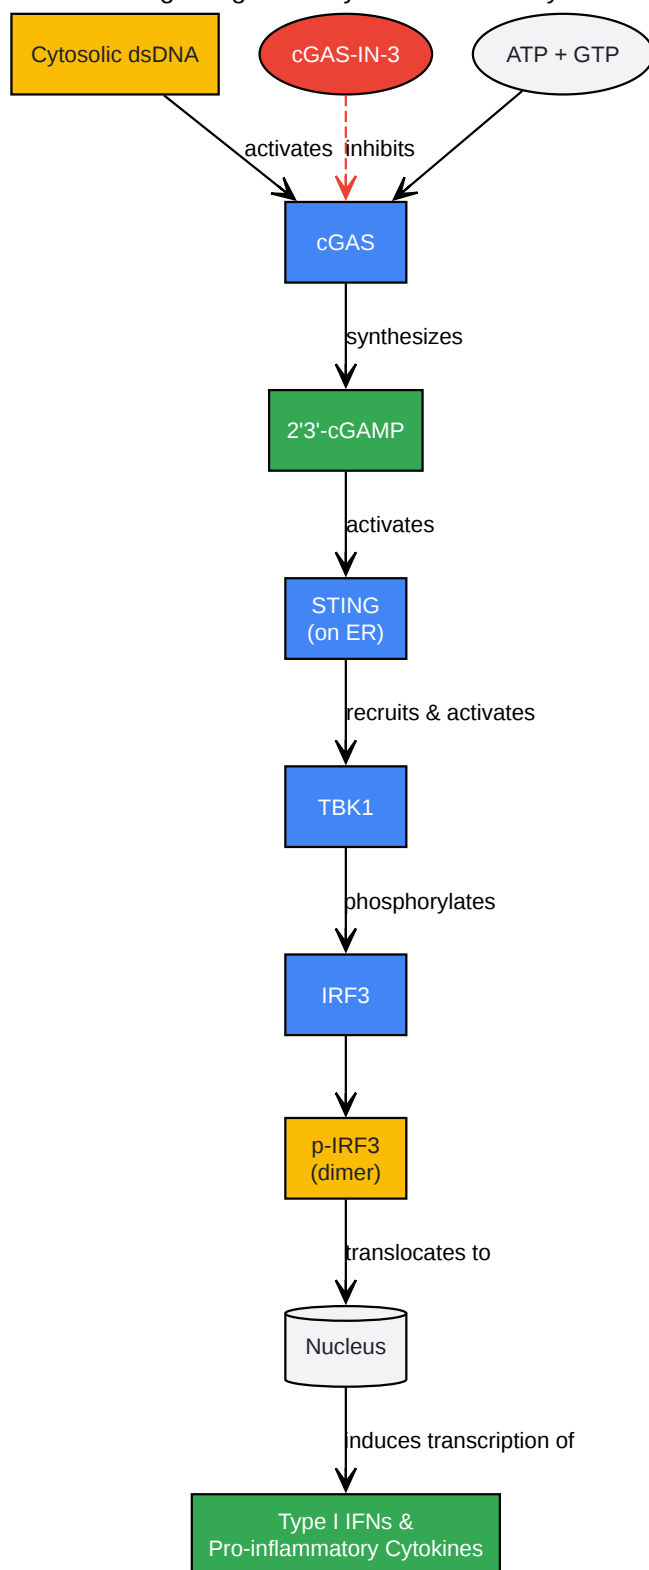 Cytosolic dsDNA
cGAS-IN-3
ATP + GTP
activates
inhibits
cGAS
synthesizes
2'3'-cGAMP
activates
STING
(on ER)
recruits & activates
TBK1
phosphorylates
IRF3
p-IRF3
(dimer)
translocates to
Nucleus
induces transcription of
Type I IFNs &
Pro-inflammatory Cytokines